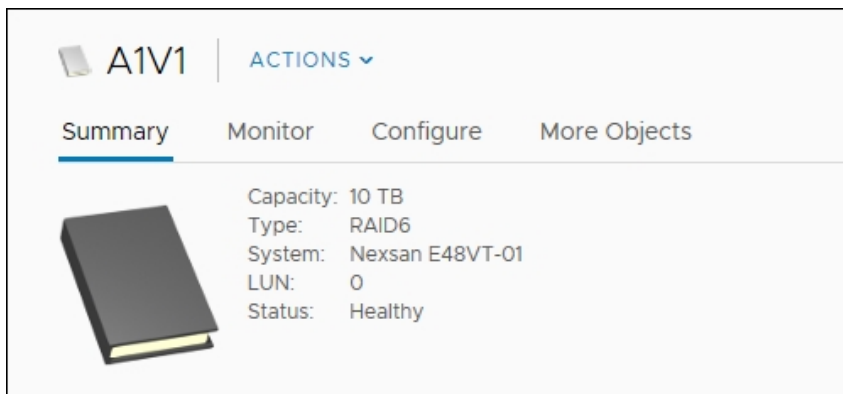 A1V1 ACTIONS
Summary Monitor Configure More Objects
Capacity: 10 TB
Type: RAID6
System: Nexsan E48VT-01
LUN: 0
Status: Healthy